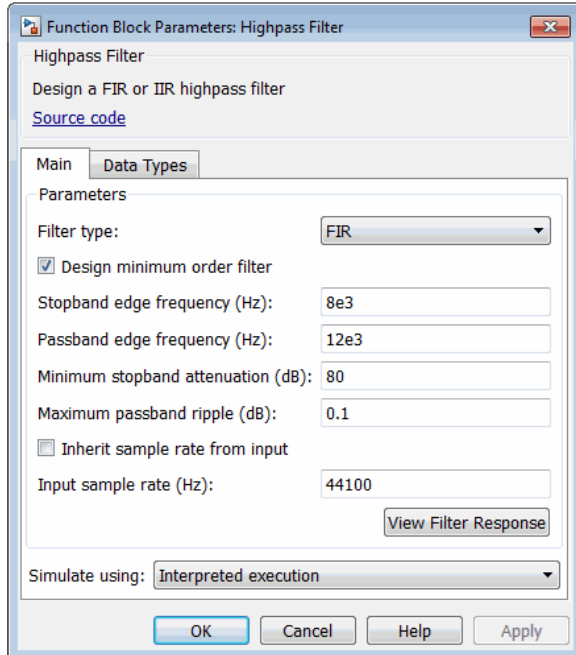 Function Block Parameters: Highpass Filter
Highpass Filter
Design a FIR or IIR highpass filter
Source code
Main Data Types
Parameters
Filter type: FIR
Design minimum order filter
Stopband edge frequency (Hz): 8e3
Passband edge frequency (Hz): 12e3
Minimum stopband attenuation (dB): 80
Maximum passband ripple (dB): 0.1
Inherit sample rate from input
Input sample rate (Hz): 44100
View Filter Response
Simulate using: Interpreted execution
OK Cancel Help Apply